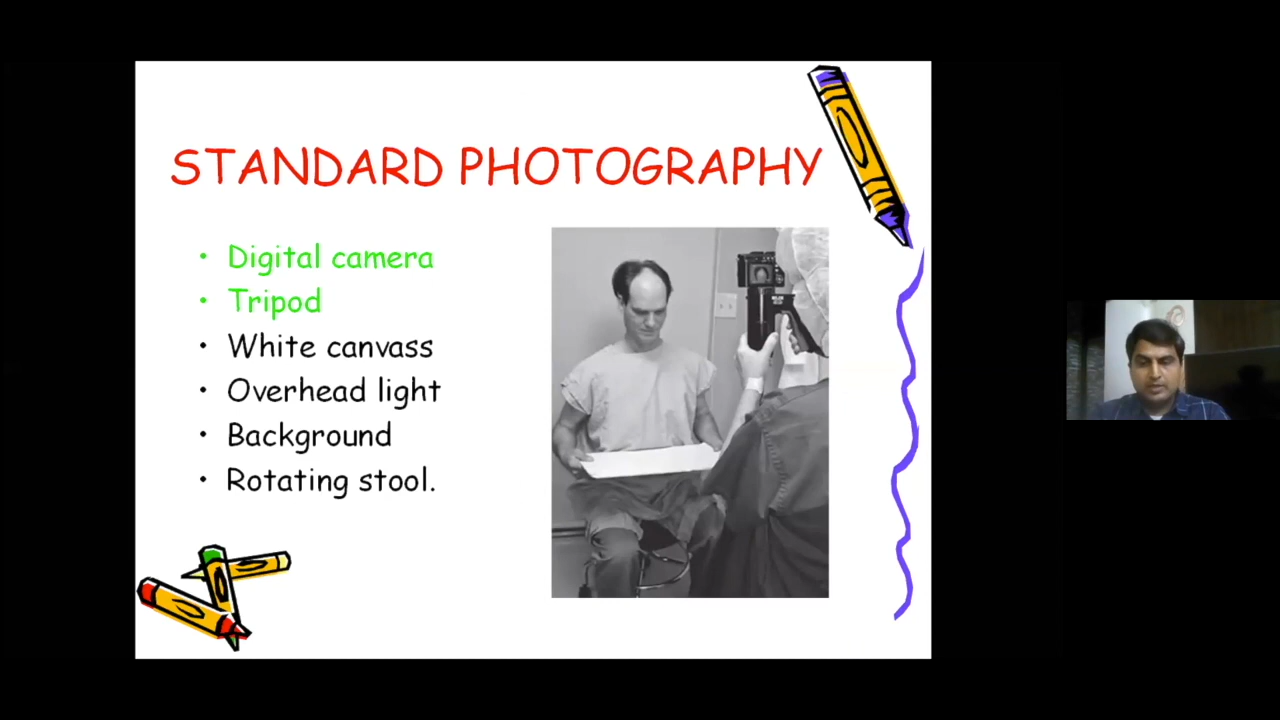 STANDARD PHOTOGRAPHY
• Digital camera
• Tripod
• White canvass
• Overhead light
• Background
• Rotating stool.